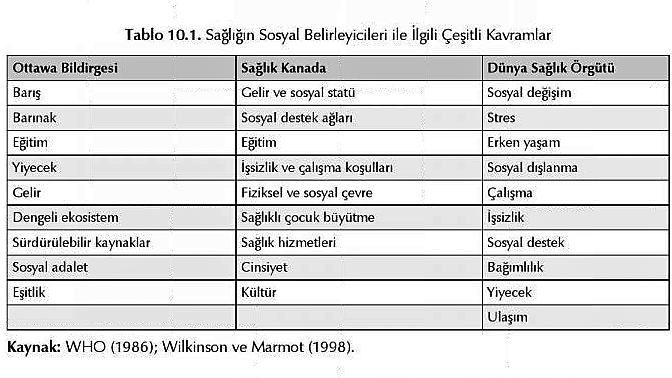 Tablo 10.1. Sağlığın Sosyal Belirleyicileri ile İlgili Çeşitli Kavramlar
Ottawa Bildirgesi Sağlık Kanada Dünya Sağlık Örgütü
Barış Gelir ve sosyal statü Sosyal değişim
Barınak Sosyal destek ağları Stres
Eğitim Eğitim Erken yaşam
Yiyecek İşsizlik ve çalışma koşulları Sosyal dışlanma
Gelir Fiziksel ve sosyal çevre Çalışma
Dengeli ekosistem Sağlıklı çocuk büyütme İşsizlik
Sürdürülebilir kaynaklar Sağlık hizmetleri Sosyal destek
Sosyal adalet Cinsiyet Bağımlılık
Eşitlik Kültür Yiyecek
Ulaşım
Kaynak: WHO (1986); Wilkinson ve Marmot (1998).